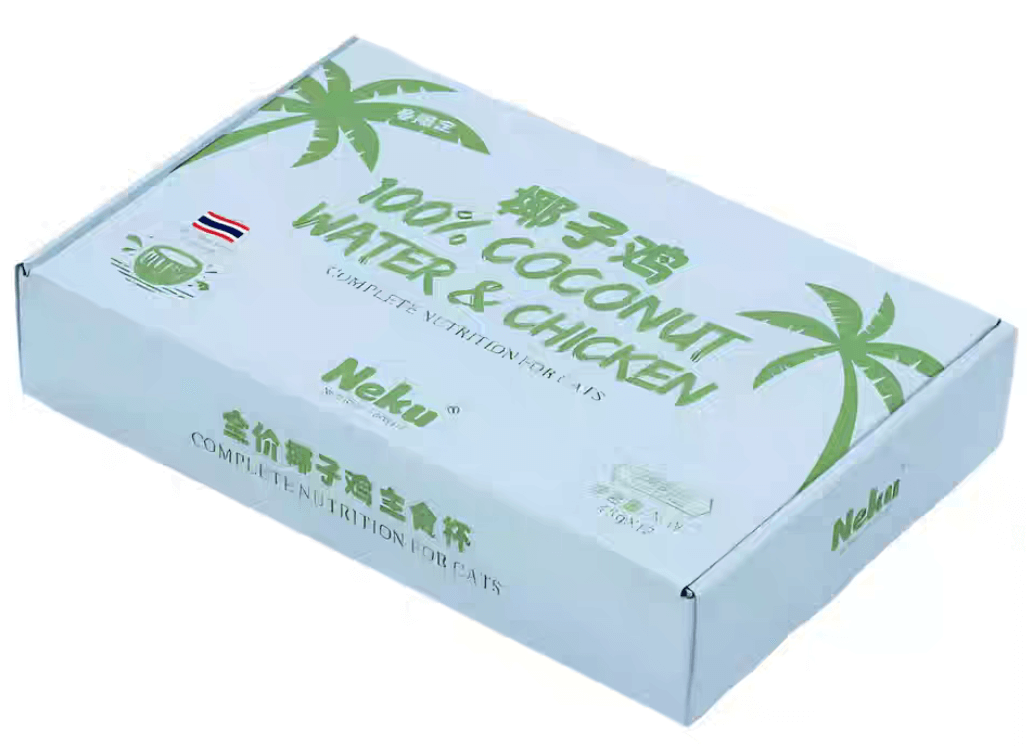 椰子鸡
100% COCONUT
WATER & CHICKEN
COMPLETE NUTRITION FOR CATS
Neku
全价椰子鸡主食杯
COMPLETE NUTRITION FOR CATS
Neku